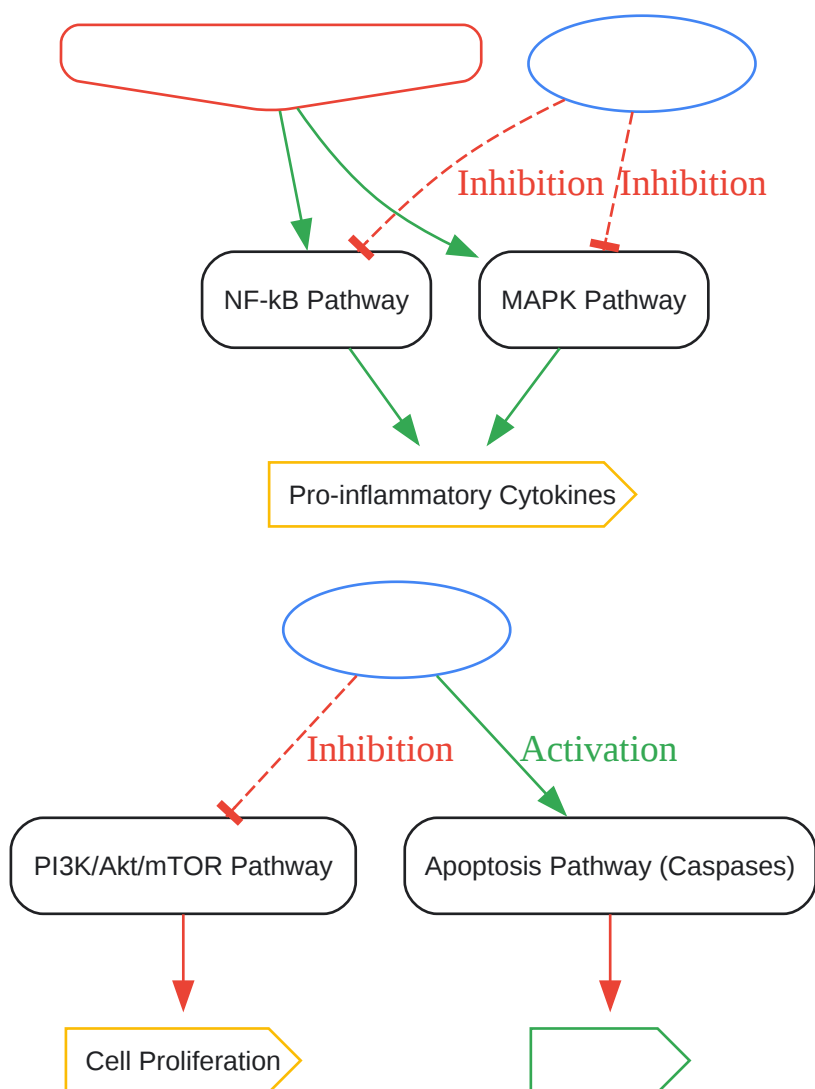 Inhibition
Inhibition
NF-kB Pathway
MAPK Pathway
Pro-inflammatory Cytokines
Inhibition
Activation
PI3K/Akt/mTOR Pathway
Apoptosis Pathway (Caspases)
Cell Proliferation